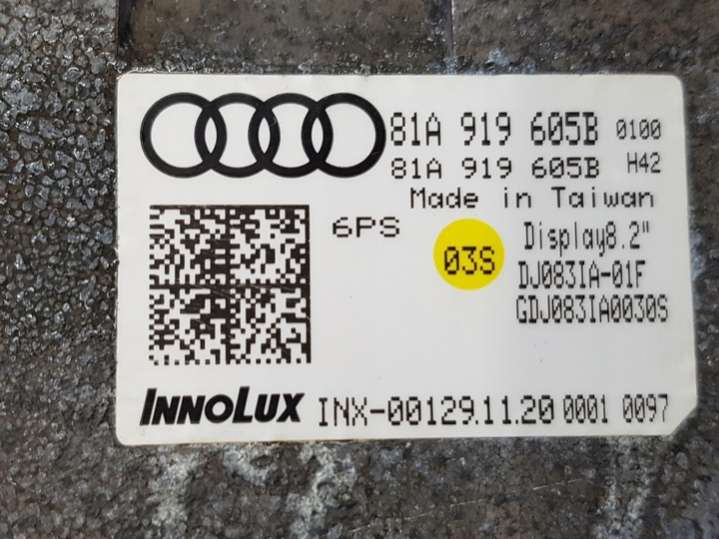 81A 919 605B 0100
81A 919 605B H42
Made in Taiwan
6PS
03S
Display8.2"
DJ083IA-01F
GDJ083IA0030S
INNOLUX INX-00129.11.20 0001 0097